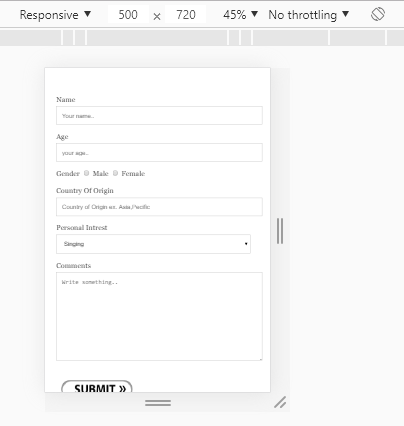 Responsive ▼ 500 × 720 45% ▼ No throttling ▼
Name
Your name..
Age
your age..
Gender Male Female
Country Of Origin
Country of Origin ex. Asia,Pacific
Personal Intrest
Singing
Comments
Write something..
SUBMIT »